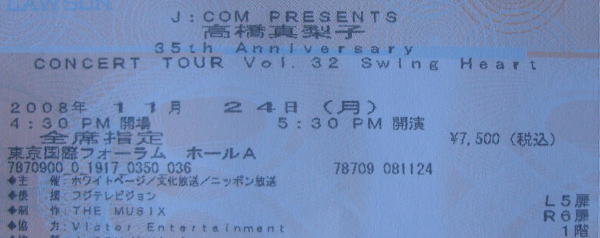 LAWSON
J:COM PRESENTS
高橋真梨子
35th Anniversary
CONCERT TOUR Vol. 32 Swing Heart
2008年 11月 24日 (月)
4:30 PM 開場 5:30 PM 開演
全席指定 ¥7,500 (税込)
東京国際フォーラム ホールA
7870900_0_1917_0350_036 78709 081124
◆主 催:ホワイトページ/文化放送/ニッポン放送
◆後 援:フジテレビジョン L5扉
◆制 作:THE MUSIX R6扉
◆協 力:Victor Entertainment 1階